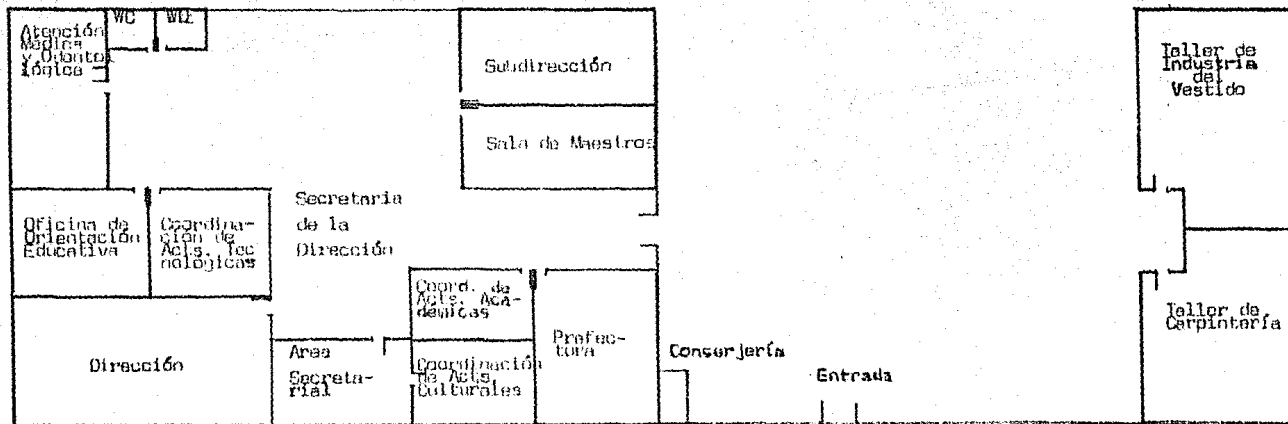 Atención
Médica
y Odonto
lógica
WC
WC
Subdirección
Sala de Maestros
Taller de
Industria
del
Vestido
Oficina de
Orientación
Educativa
Coordina-
ción de
Acts. Tec
nológicas
Secretaria
de la
Dirección
Coord. de
Acts. Aca-
démicas
Prefec-
tura
Conserjería
Entrada
Taller de
Carpintería
Dirección
Area
Secreta-
rial
Coordinación
de Acts.
Culturales